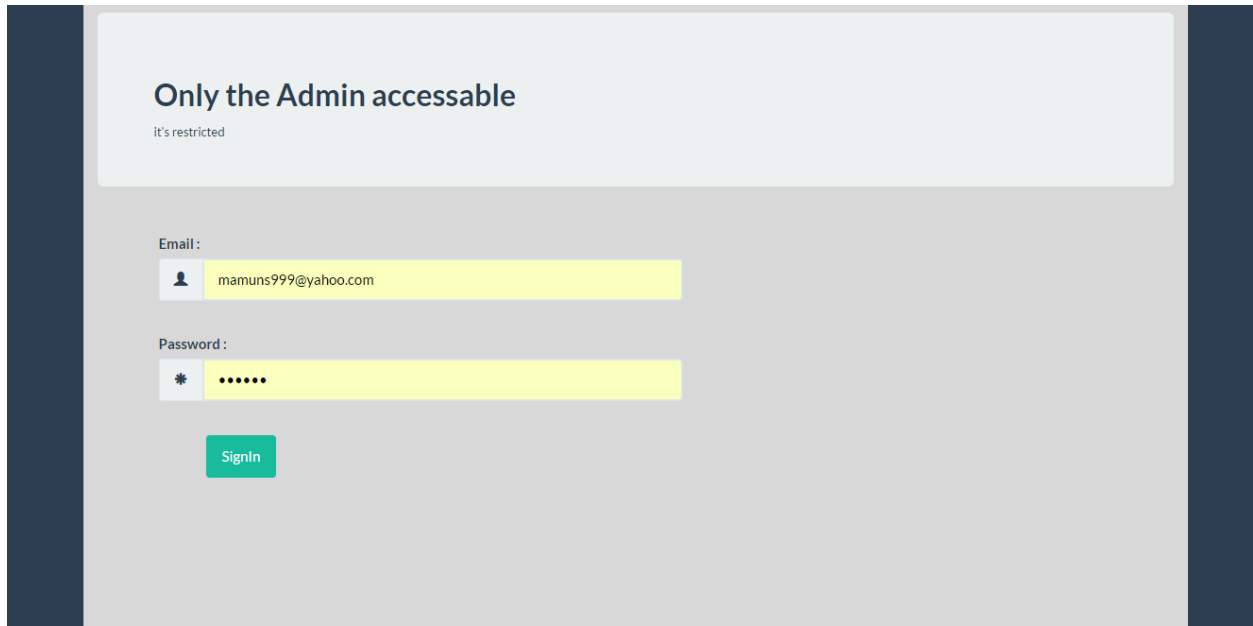 Only the Admin accessable
it's restricted
Email :
mamuns999@yahoo.com
Password :
••••••
SignIn